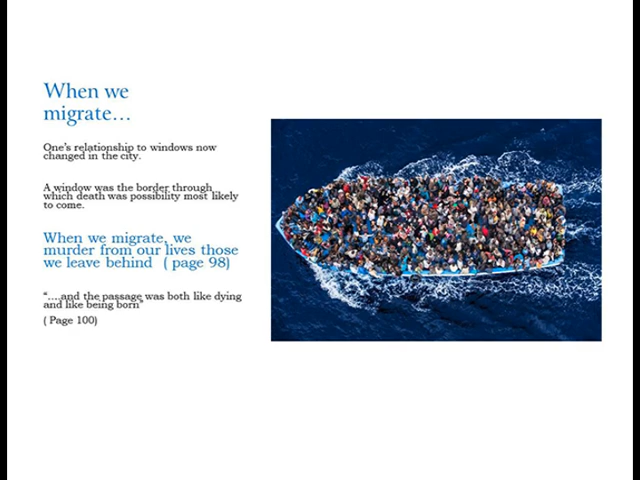 When we
migrate…
One's relationship to windows now
changed in the city.
A window was the border through
which death was possibility most likely
to come.
When we migrate, we
murder from our lives those
we leave behind ( page 98)
“….and the passage was both like dying
and like being born”
( Page 100)